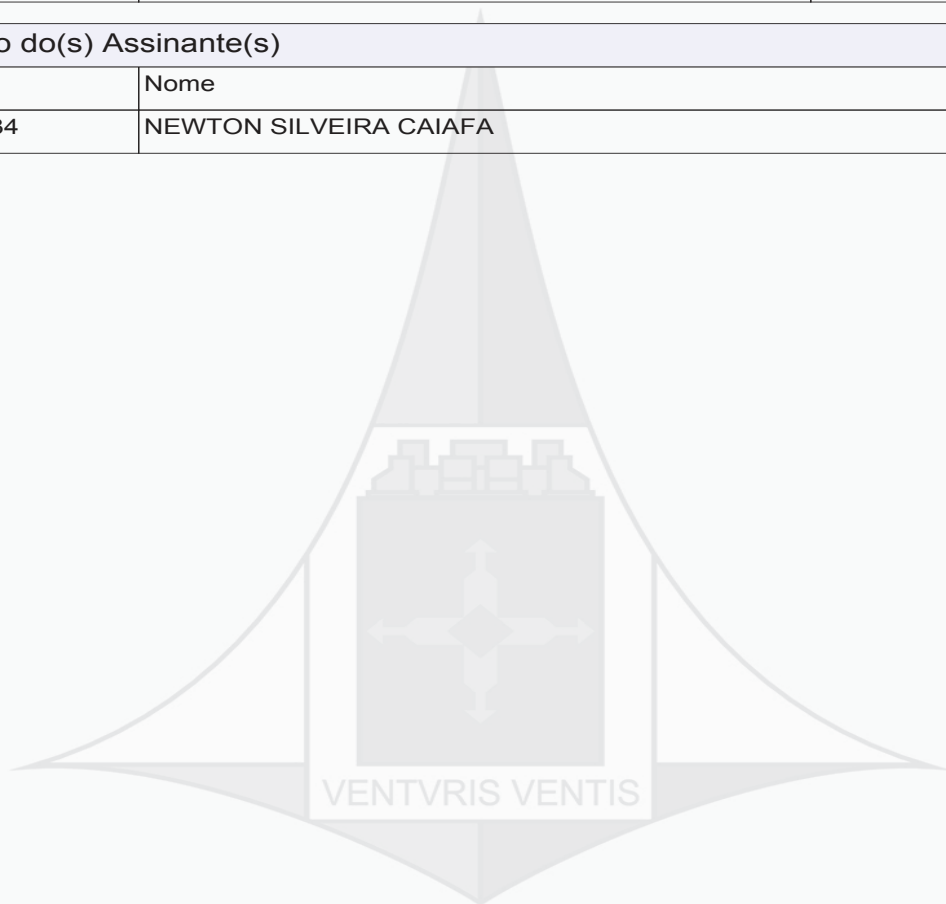 o do(s) Assinante(s)
Nome
34 NEWTON SILVEIRA CAIAFA
VENTVRIS VENTIS